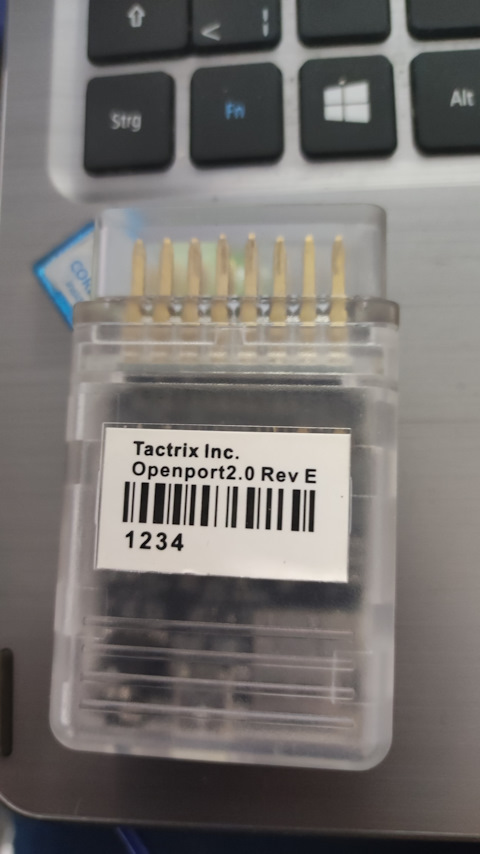 <
Strg
Fn
Alt
Tactrix Inc.
Openport2.0 Rev E
1234